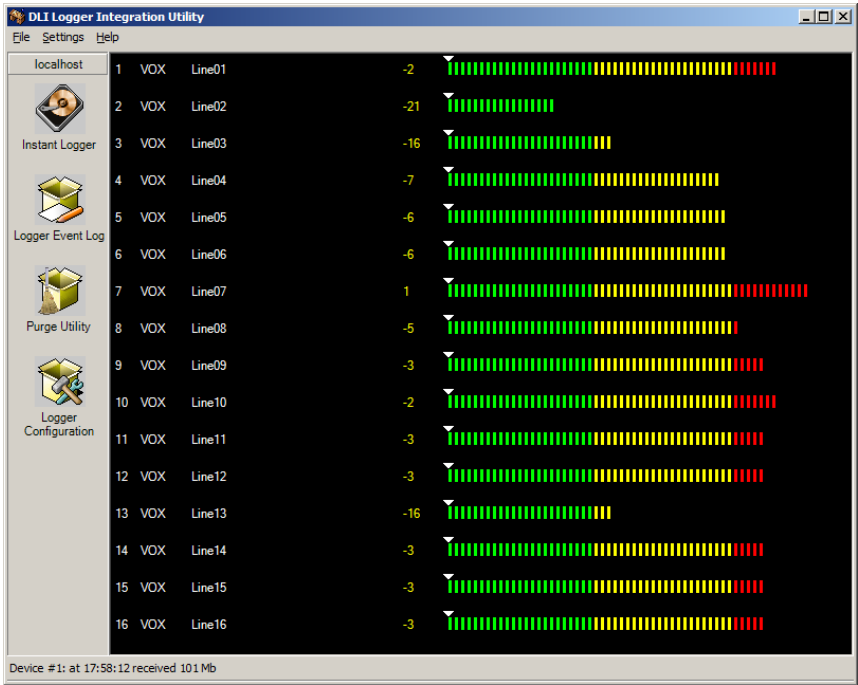 DLI Logger Integration Utility
File Settings Help
localhost
Instant Logger
Logger Event Log
Purge Utility
Logger
Configuration
1 VOX Line01 -2
2 VOX Line02 -21
3 VOX Line03 -16
4 VOX Line04 -7
5 VOX Line05 -6
6 VOX Line06 -6
7 VOX Line07 1
8 VOX Line08 -5
9 VOX Line09 -3
10 VOX Line10 -2
11 VOX Line11 -3
12 VOX Line12 -3
13 VOX Line13 -16
14 VOX Line14 -3
15 VOX Line15 -3
16 VOX Line16 -3
Device #1: at 17:58:12 received 101 Mb